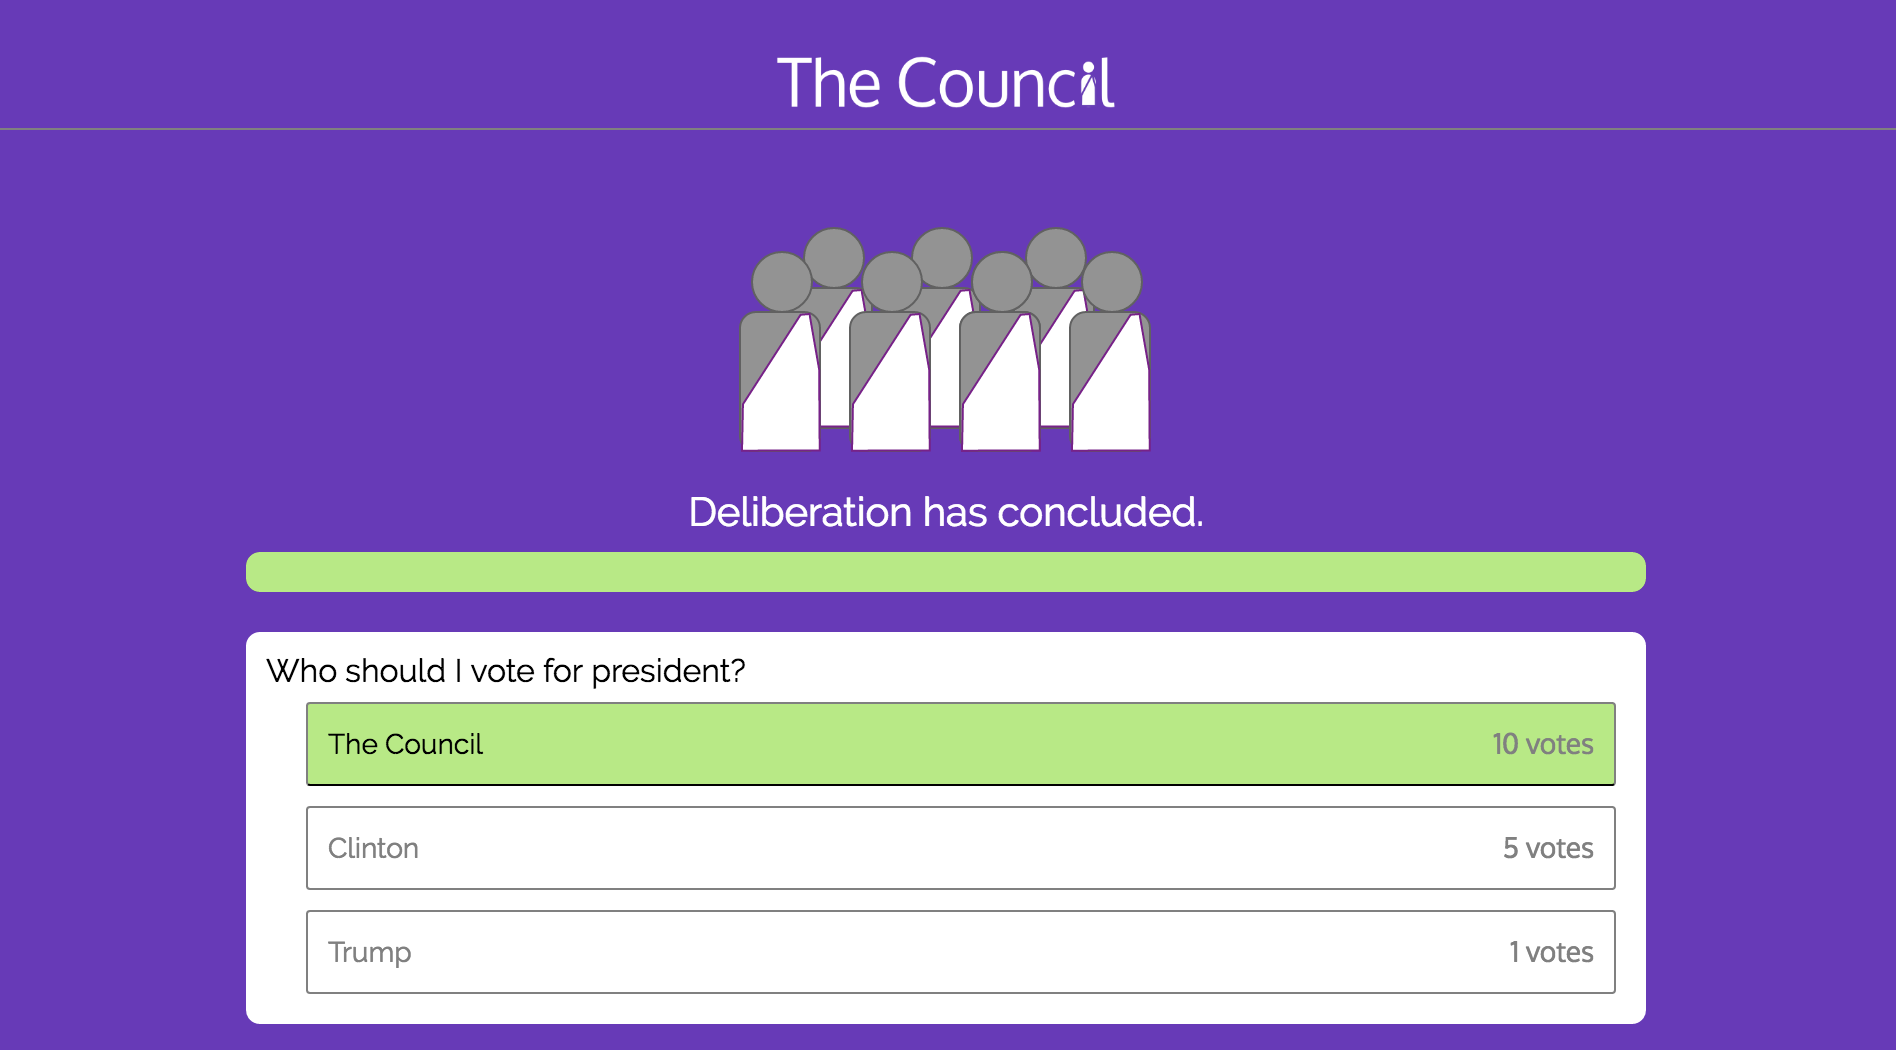 The Council
Deliberation has concluded.
Who should I vote for president?
The Council 10 votes
Clinton 5 votes
Trump 1 votes